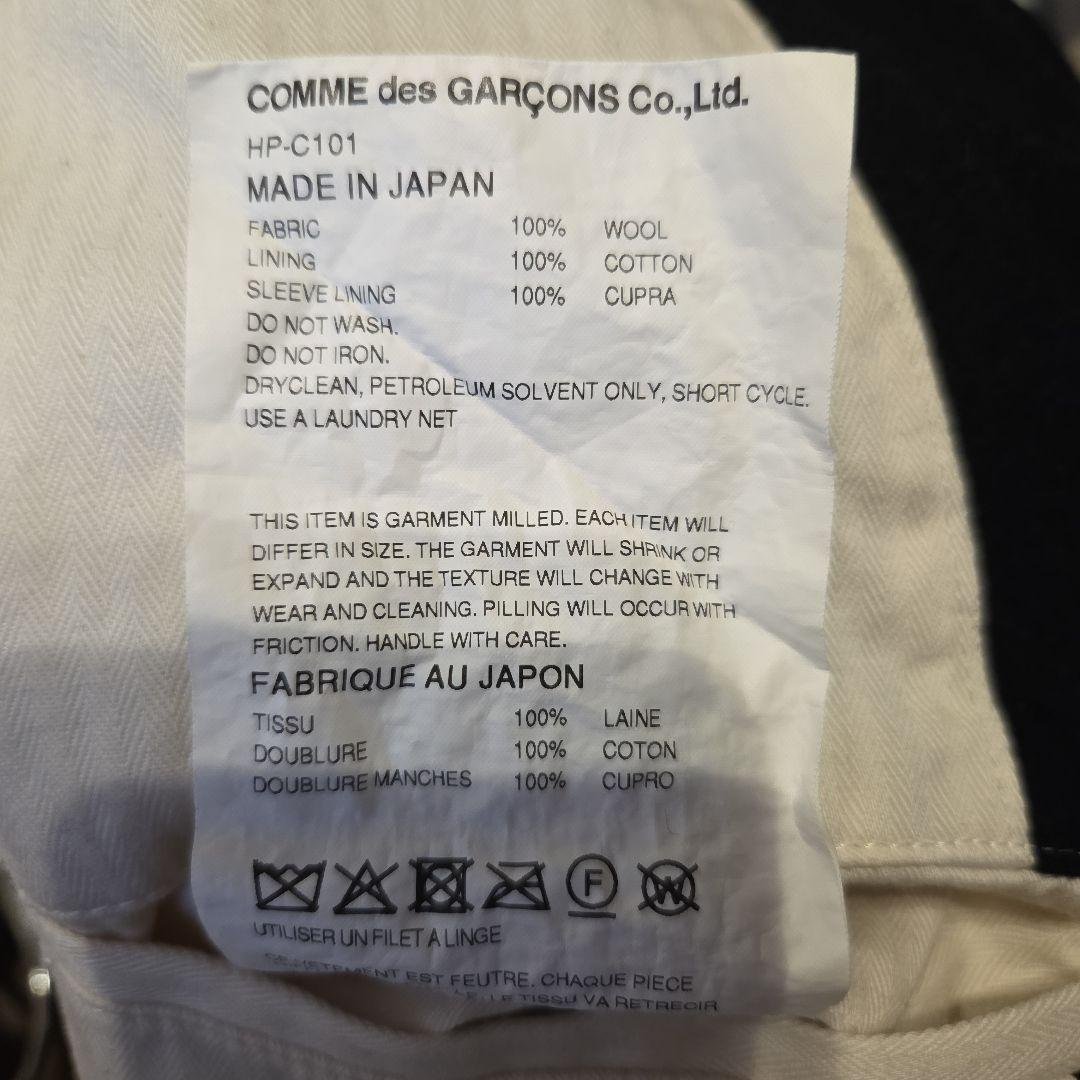 COMME des GARÇONS Co.,Ltd.
HP-C101
MADE IN JAPAN
FABRIC 100% WOOL
LINING 100% COTTON
SLEEVE LINING 100% CUPRA
DO NOT WASH.
DO NOT IRON.
DRYCLEAN, PETROLEUM SOLVENT ONLY, SHORT CYCLE.
USE A LAUNDRY NET
THIS ITEM IS GARMENT MILLED. EACH ITEM WILL
DIFFER IN SIZE. THE GARMENT WILL SHRINK OR
EXPAND AND THE TEXTURE WILL CHANGE WITH
WEAR AND CLEANING. PILLING WILL OCCUR WITH
FRICTION. HANDLE WITH CARE.
FABRIQUE AU JAPON
TISSU 100% LAINE
DOUBLURE 100% COTON
DOUBLURE MANCHES 100% CUPRO
F W
UTILISER UN FILET A LINGE
CE VETEMENT EST FEUTRE. CHAQUE PIECE
LE TISSU VA RETRECIR